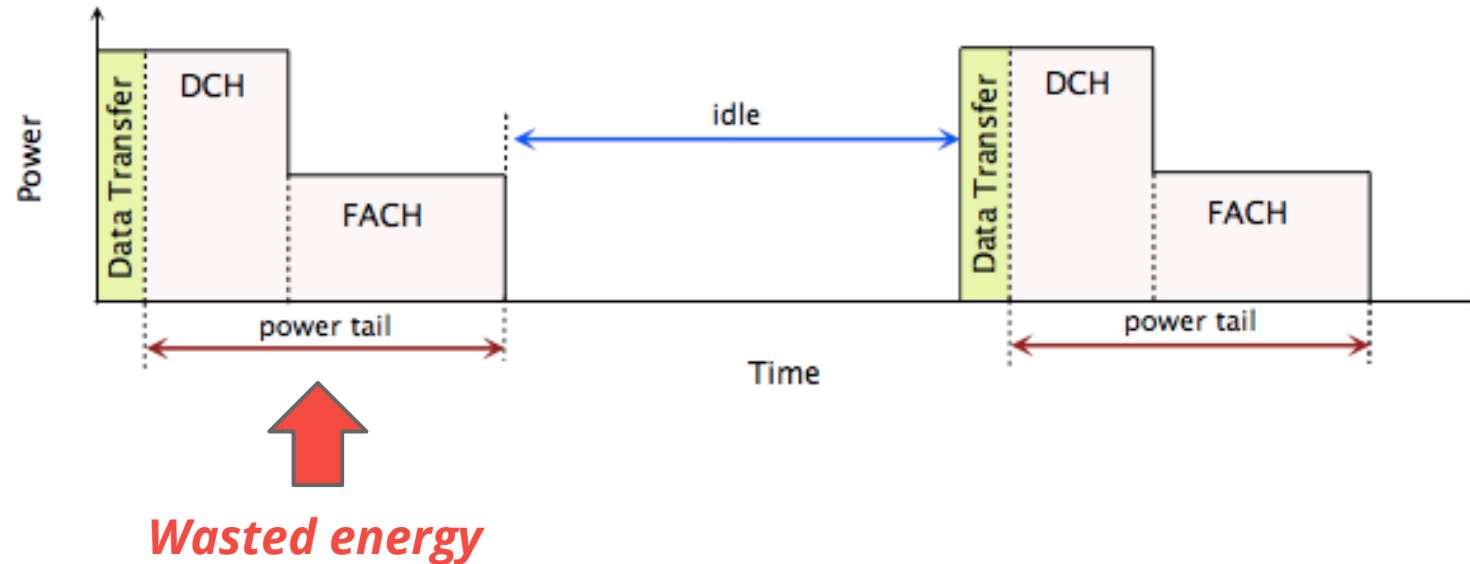 Power
Data Transfer
DCH
FACH
idle
Data Transfer
DCH
FACH
power tail
power tail
Time
Wasted energy